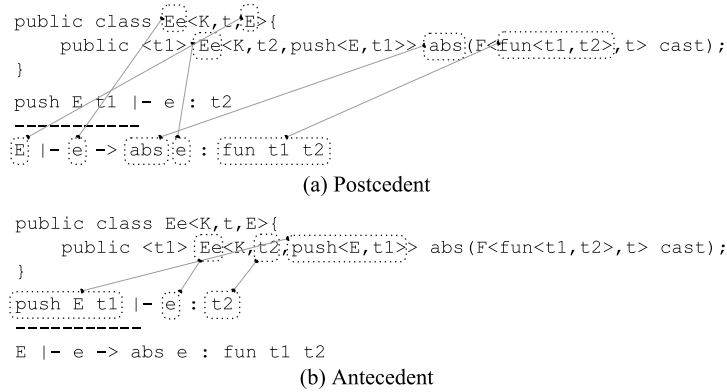 public class Ee<K,t,E>{
public <t1> Ee<K,t2,push<E,t1>> abs(F<fun<t1,t2>,t> cast);
}
push E t1 |- e : t2
-----------
E |- e -> abs e : fun t1 t2
(a) Postcedent
public class Ee<K,t,E>{
public <t1> Ee<K,t2,push<E,t1>> abs(F<fun<t1,t2>,t> cast);
}
push E t1 |- e : t2
-----------
E |- e -> abs e : fun t1 t2
(b) Antecedent